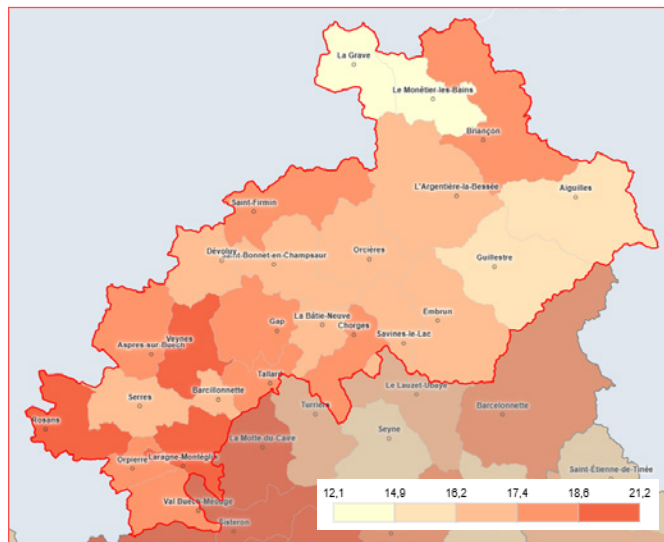 La Grave
Le Monêtier-les-Bains
Briançon
L'Argentière-la-Bessée
Aiguilles
Saint-Firmin
Dévoluy
Saint-Bonnet-en-Champsaur
Orcières
Guillestre
Embrun
La Bâtie-Neuve
Gap
Chorges
Savines-le-Lac
Veynes
Aspres-sur-Buëch
Tallard
Barcillonnette
Serres
Le Lauzet-Ubaye
Barcelonnette
Turriers
Rosans
Seyne
La Motte-du-Caire
Laragne-Montéglin
Orpierre
Saint-Étienne-de-Tinée
Val Buëch-Méouge
Sisteron
12,1 14,9 16,2 17,4 18,6 21,2